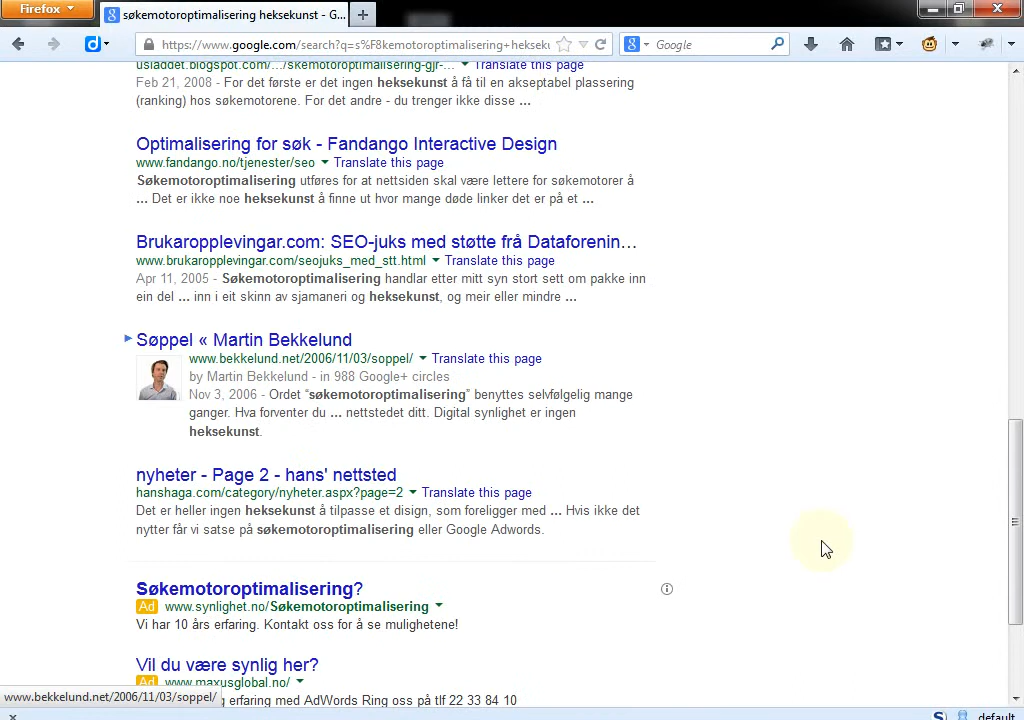 Firefox
søkemotoroptimalisering heksekunst - G...
https://www.google.com/search?q=s%F8kemotoroptimalisering+heksekı
Google
usladdet.blogspot.com/.../skemotoroptimalisering-gjr-... Translate this page
Feb 21, 2008 - For det første er det ingen heksekunst å få til en akseptabel plassering
(ranking) hos søkemotorene. For det andre - du trenger ikke disse ...
Optimalisering for søk - Fandango Interactive Design
www.fandango.no/tjenester/seo Translate this page
Søkemotoroptimalisering utføres for at nettsiden skal være lettere for søkemotorer å
... Det er ikke noe heksekunst å finne ut hvor mange døde linker det er på et ...
Brukaropplevingar.com: SEO-juks med støtte frå Dataforenin...
www.brukaropplevingar.com/seojuks_med_stt.html Translate this page
Apr 11, 2005 - Søkemotoroptimalisering handlar etter mitt syn stort sett om pakke inn
ein del ... inn i eit skinn av sjamaneri og heksekunst, og meir eller mindre ...
Søppel « Martin Bekkelund
www.bekkelund.net/2006/11/03/soppel/ Translate this page
by Martin Bekkelund - in 988 Google+ circles
Nov 3, 2006 - Ordet “søkemotoroptimalisering” benyttes selvfølgelig mange
ganger. Hva forventer du ... nettstedet ditt. Digital synlighet er ingen
heksekunst.
nyheter - Page 2 - hans' nettsted
hanshaga.com/category/nyheter.aspx?page=2 Translate this page
Det er heller ingen heksekunst å tilpasse et disign, som foreligger med ... Hvis ikke det
nytter får vi satse på søkemotoroptimalisering eller Google Adwords.
Søkemotoroptimalisering?
Ad www.synlighet.no/Søkemotoroptimalisering
Vi har 10 års erfaring. Kontakt oss for å se mulighetene!
Vil du være synlig her?
Ad www.maxusglobal.no/
www.bekkelund.net/2006/11/03/soppel/
g erfaring med AdWords Ring oss på tlf 22 33 84 10
default